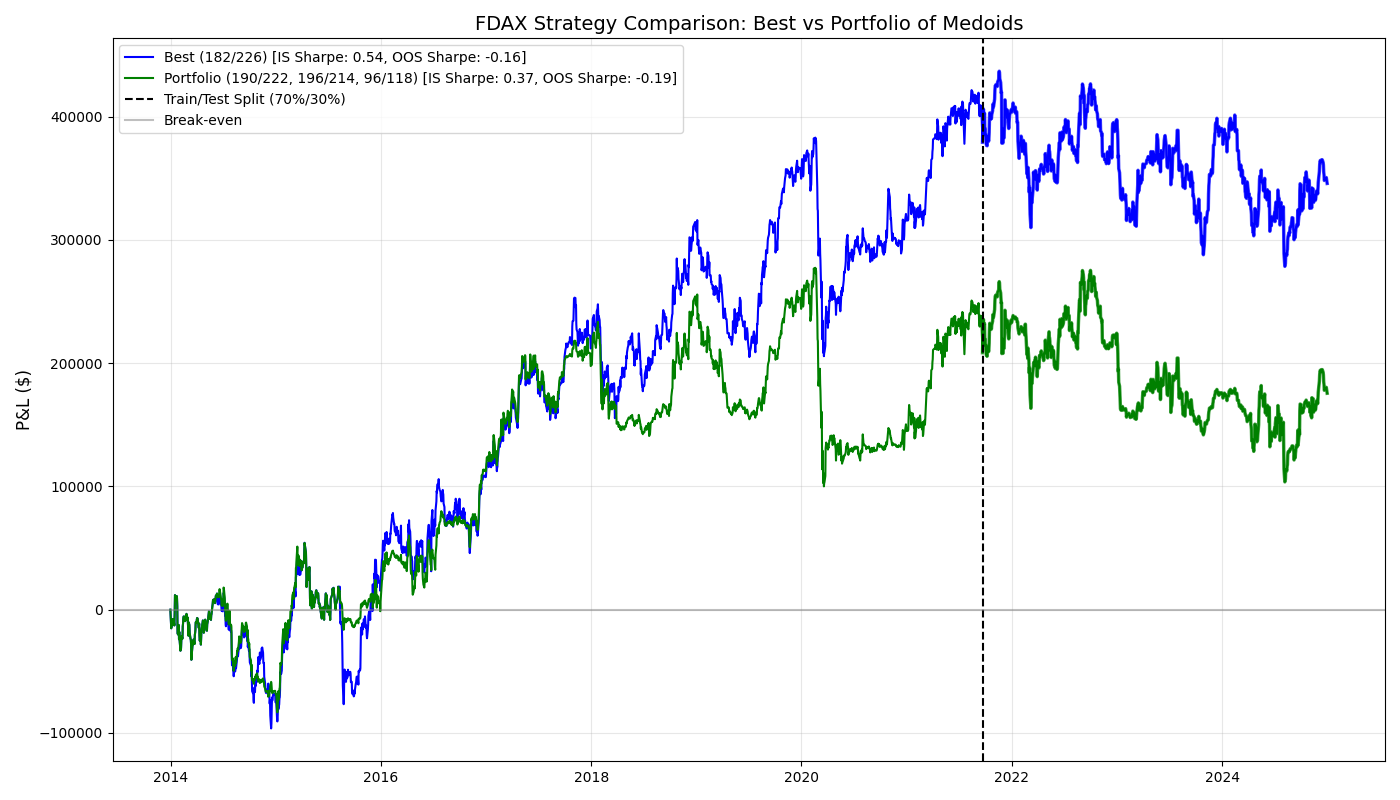 FDAX Strategy Comparison: Best vs Portfolio of Medoids
Best (182/226) [IS Sharpe: 0.54, OOS Sharpe: -0.16]
Portfolio (190/222, 196/214, 96/118) [IS Sharpe: 0.37, OOS Sharpe: -0.19]
Train/Test Split (70%/30%)
Break-even
P&L ($)
400000
300000
200000
100000
0
−100000
2014 2016 2018 2020 2022 2024